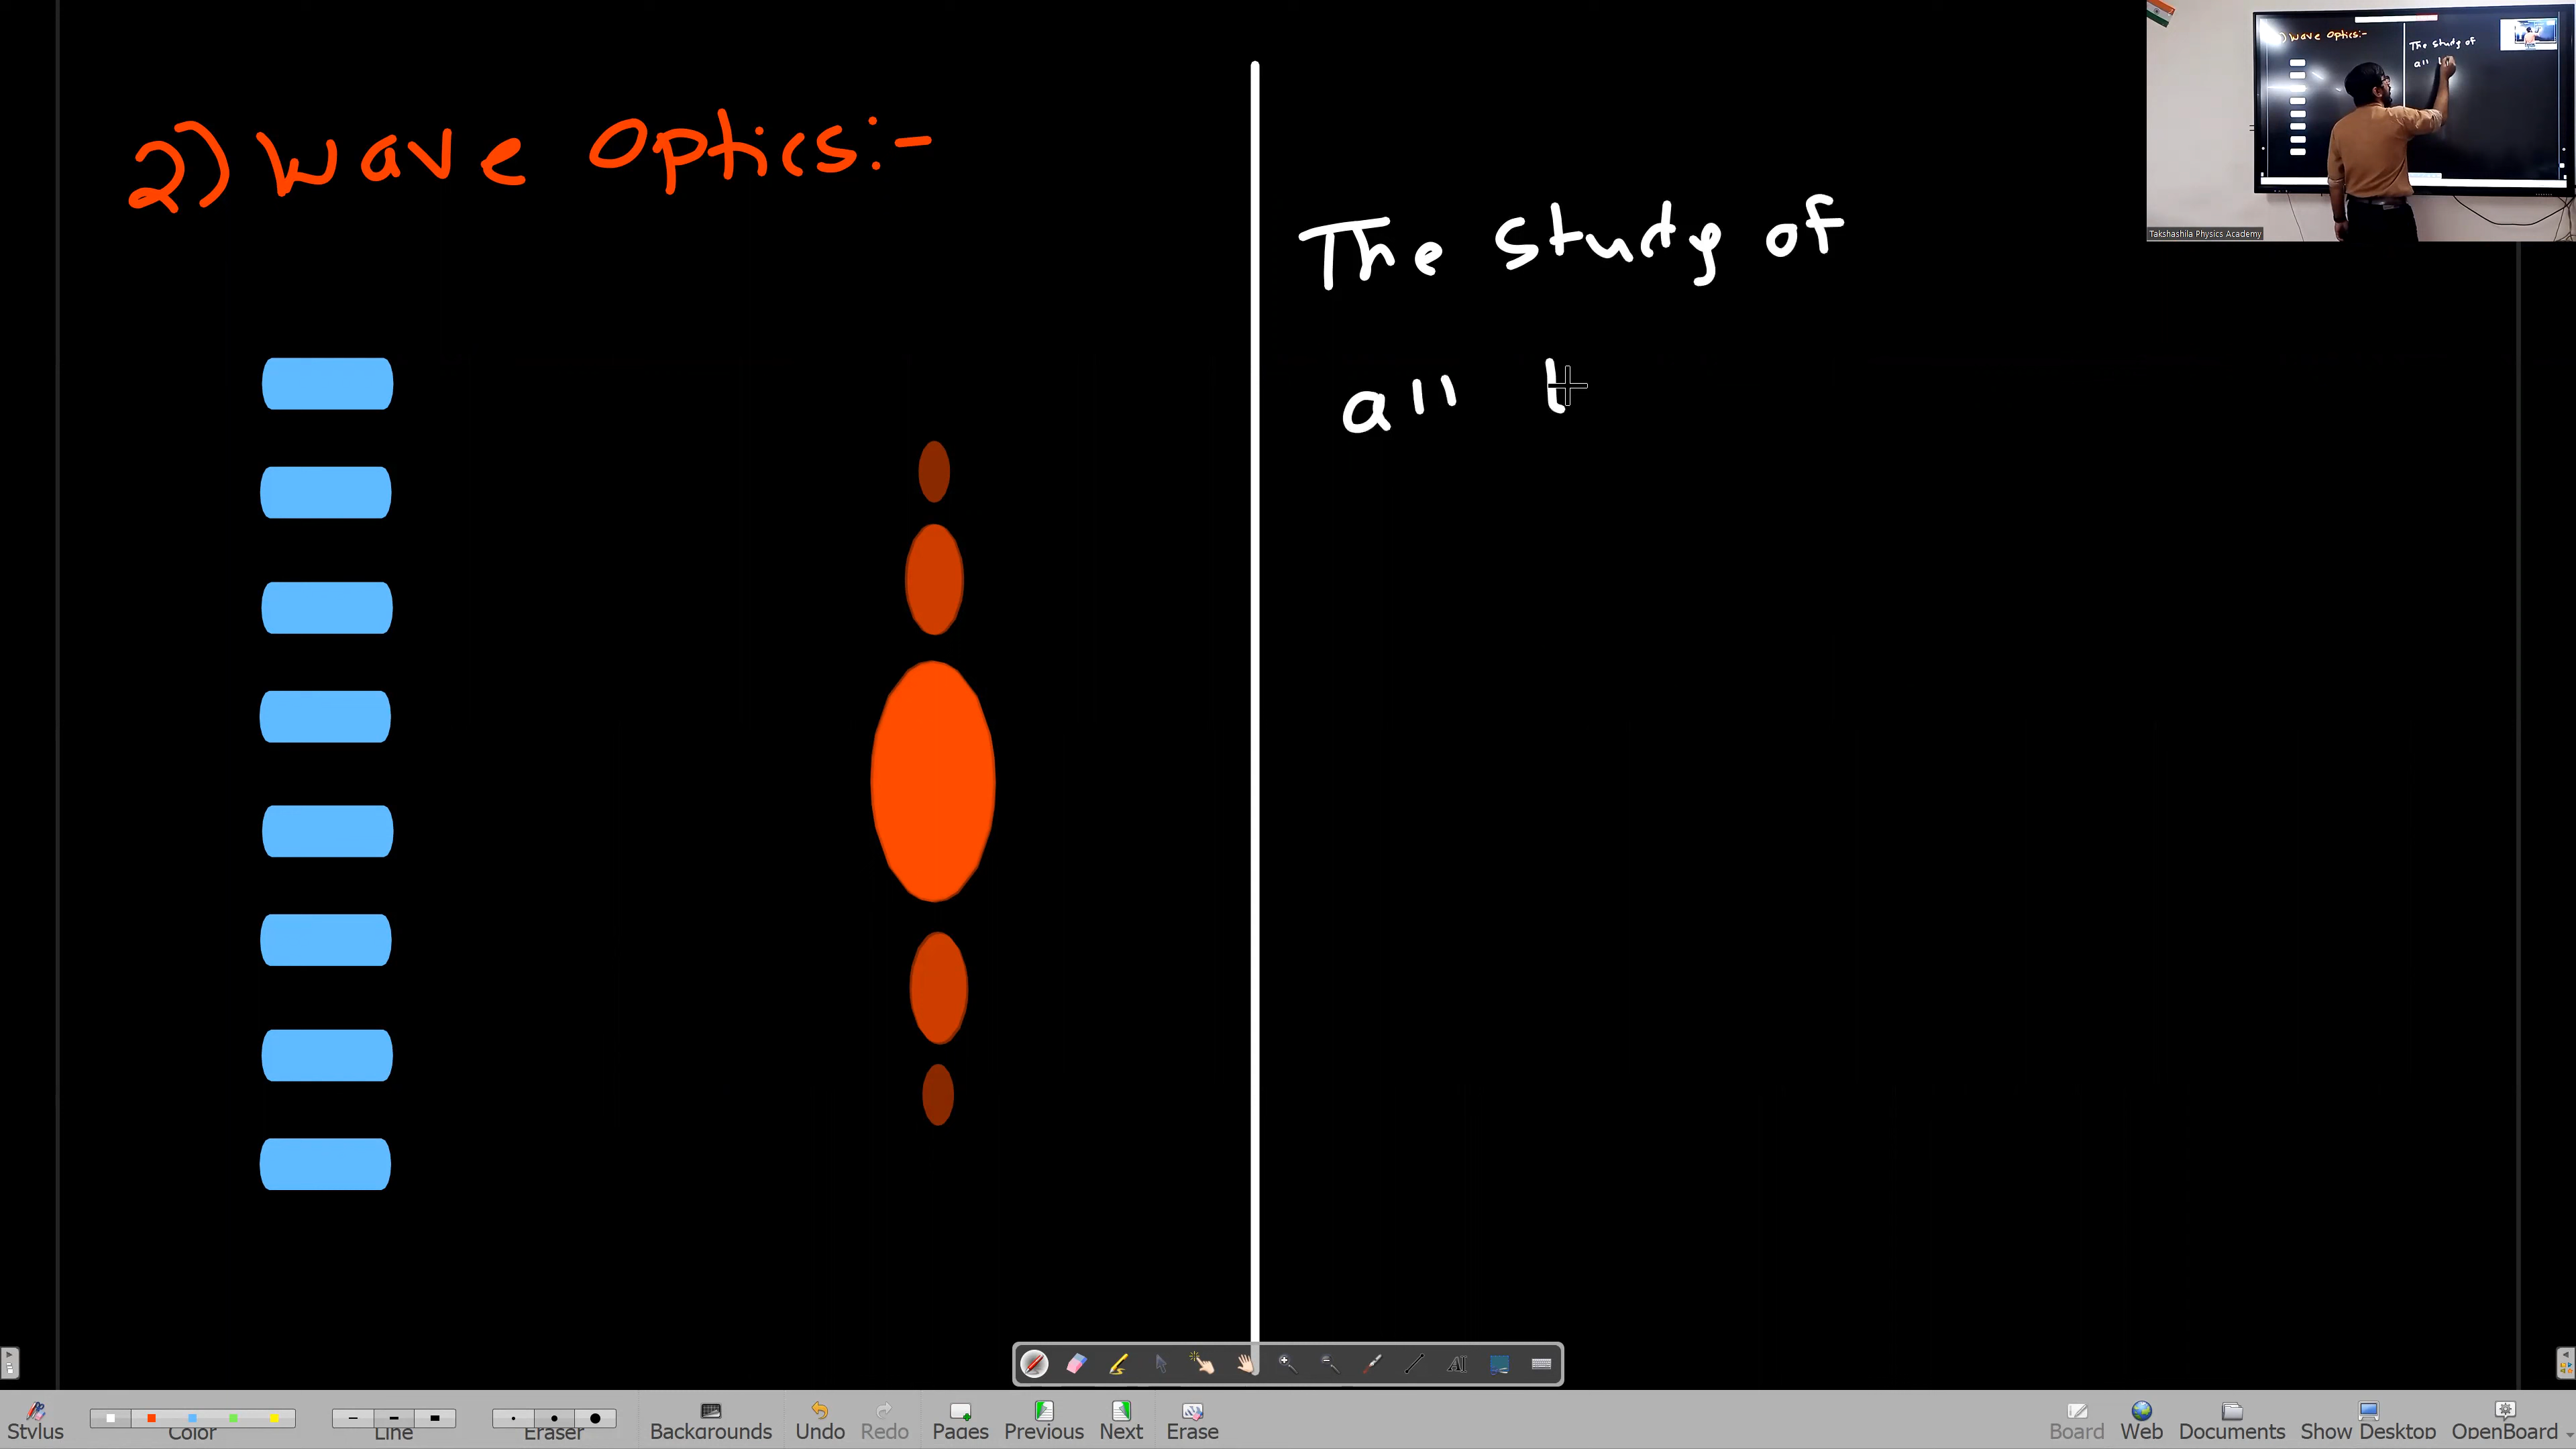 2) Wave Optics:-
The study of
all
Takshashila Physics Academy
Stylus
Color
Line
Eraser
Backgrounds
Undo
Redo
Pages
Previous
Next
Erase
Board
Web
Documents
Show Desktop
OpenBoard